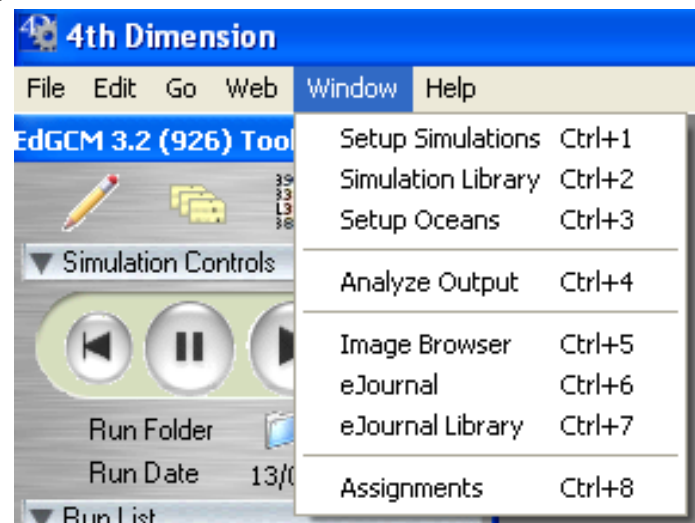 4th Dimension
File Edit Go Web Window Help
EdGCM 3.2 (926)
Setup Simulations Ctrl+1
Simulation Library Ctrl+2
Setup Oceans Ctrl+3
Simulation Controls
Analyze Output Ctrl+4
Image Browser Ctrl+5
eJournal Ctrl+6
eJournal Library Ctrl+7
Run Folder
Run Date 13/0
Assignments Ctrl+8
Run List